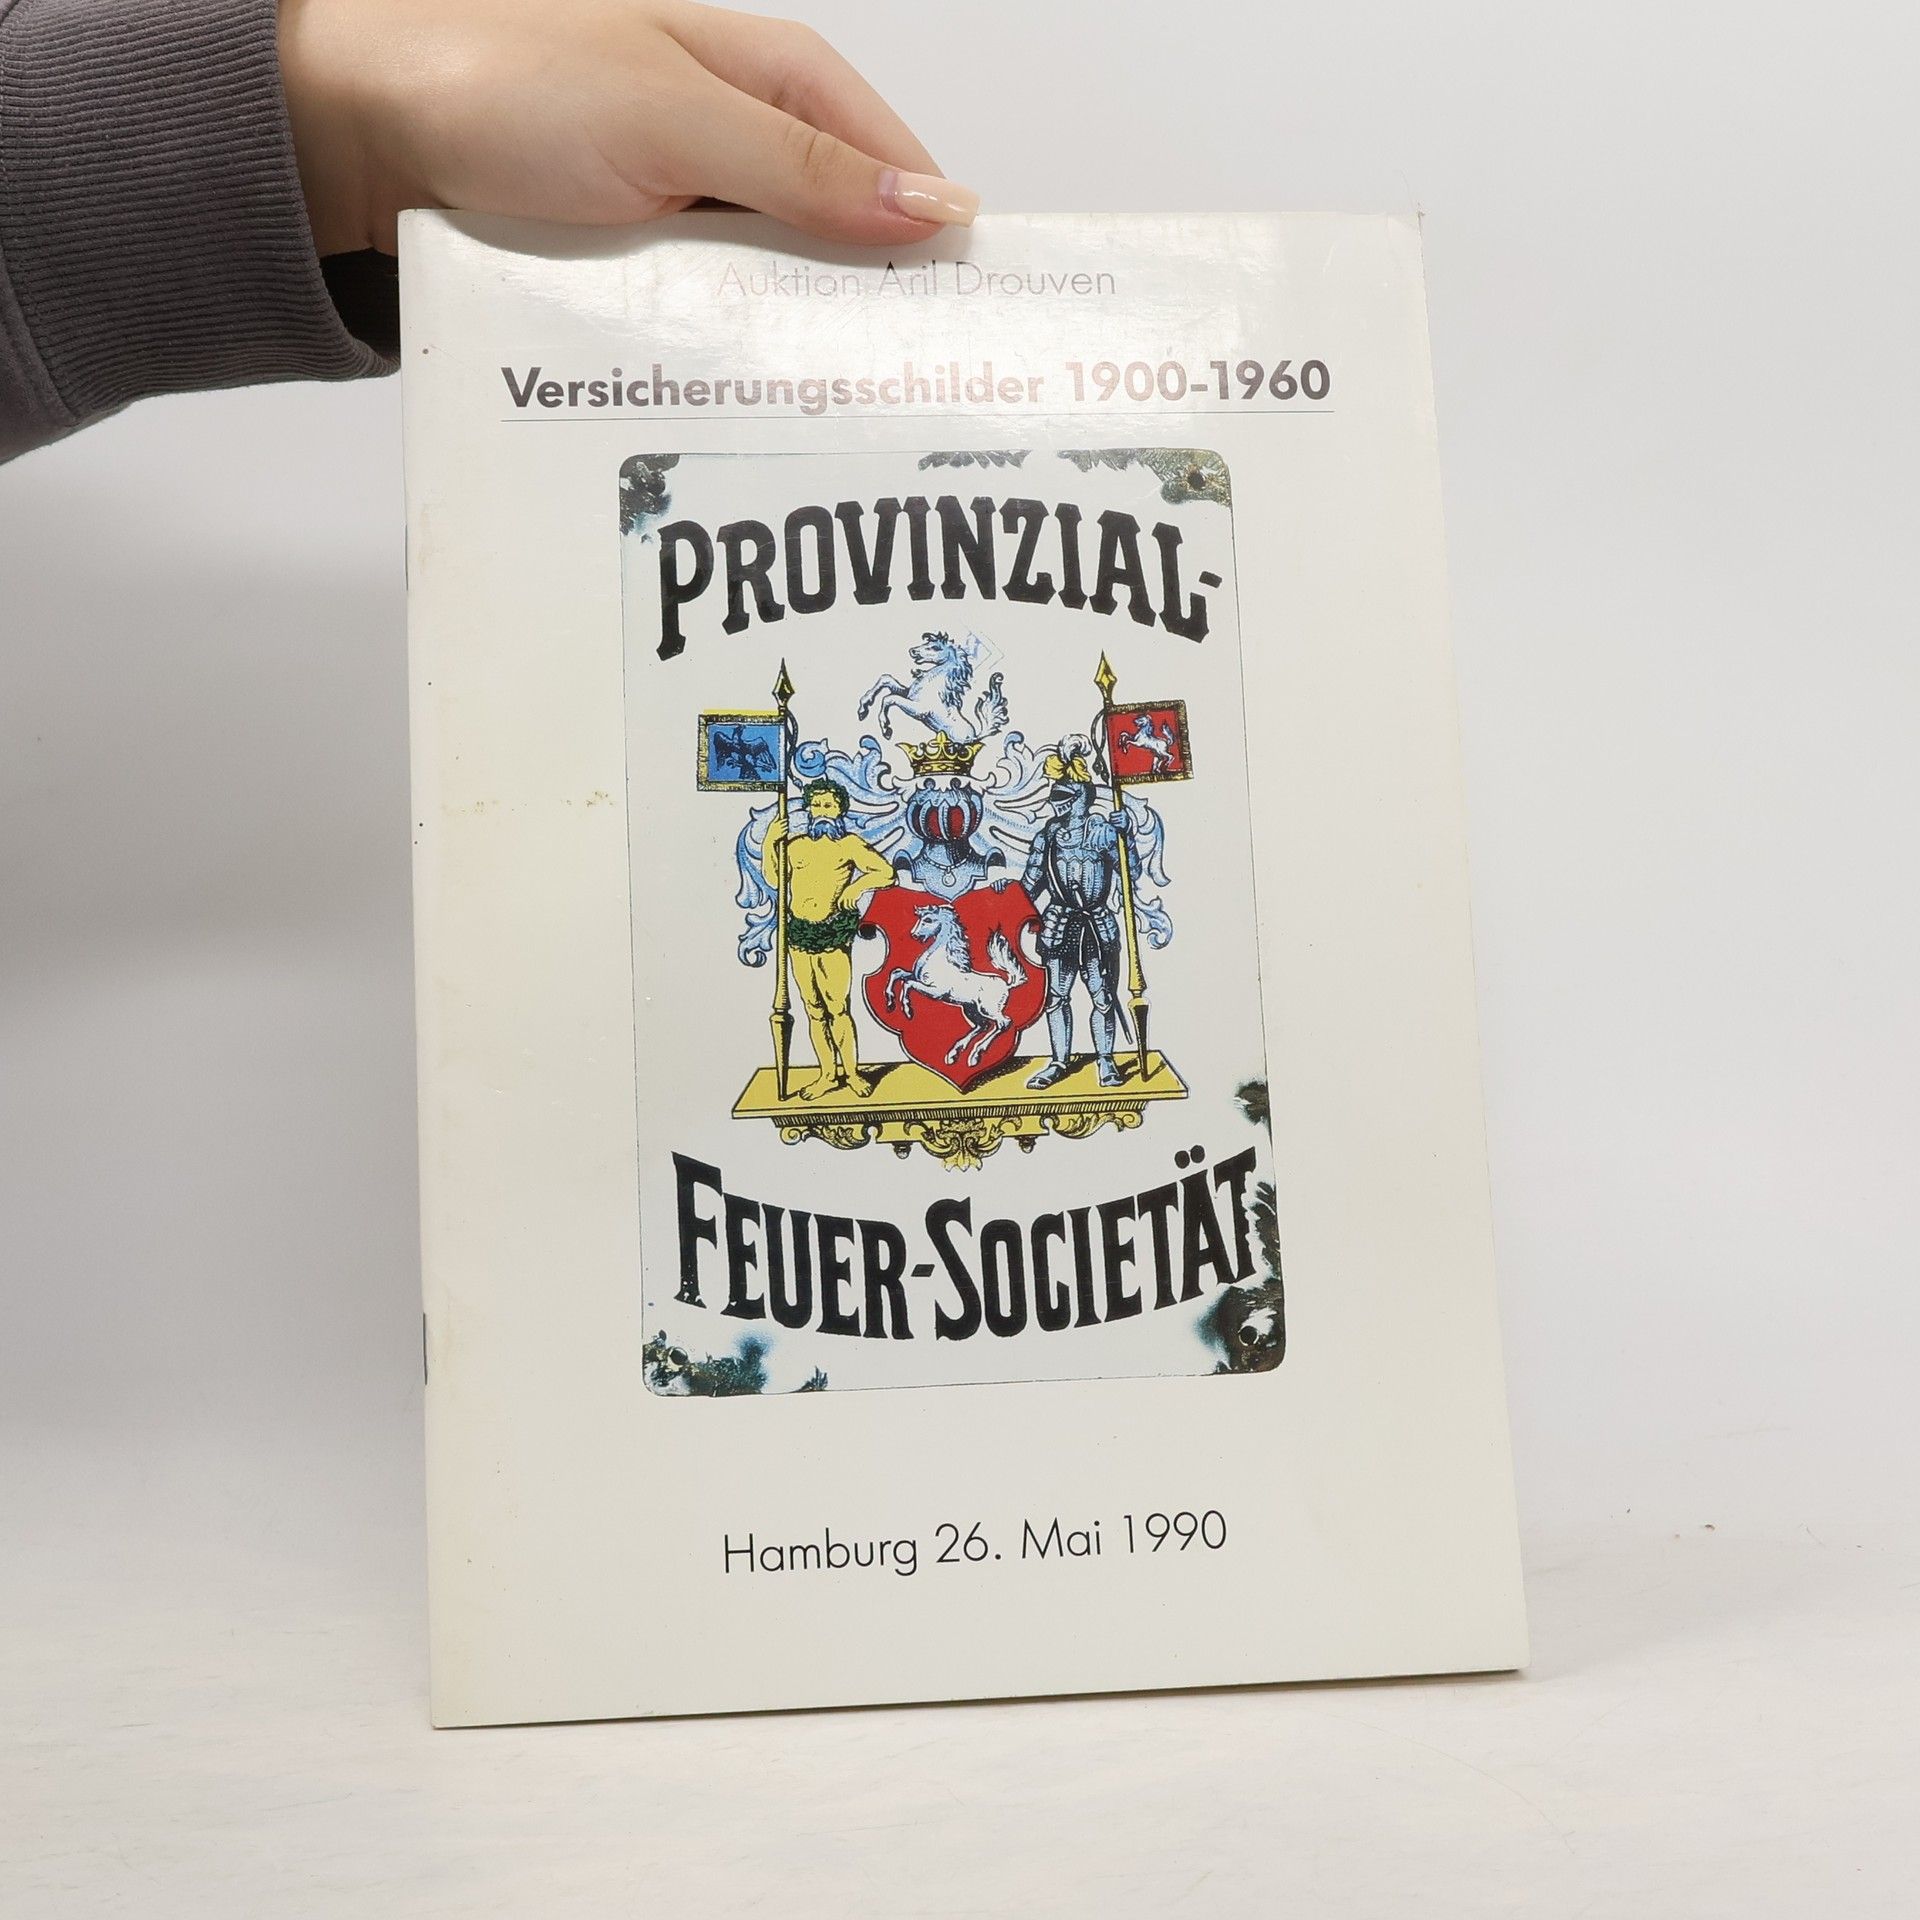 Auktion Aril Drouven
Versicherungsschilder 1900-1960
PROVINZIAL-
FEUER-SOCIETÄT
Hamburg 26. Mai 1990